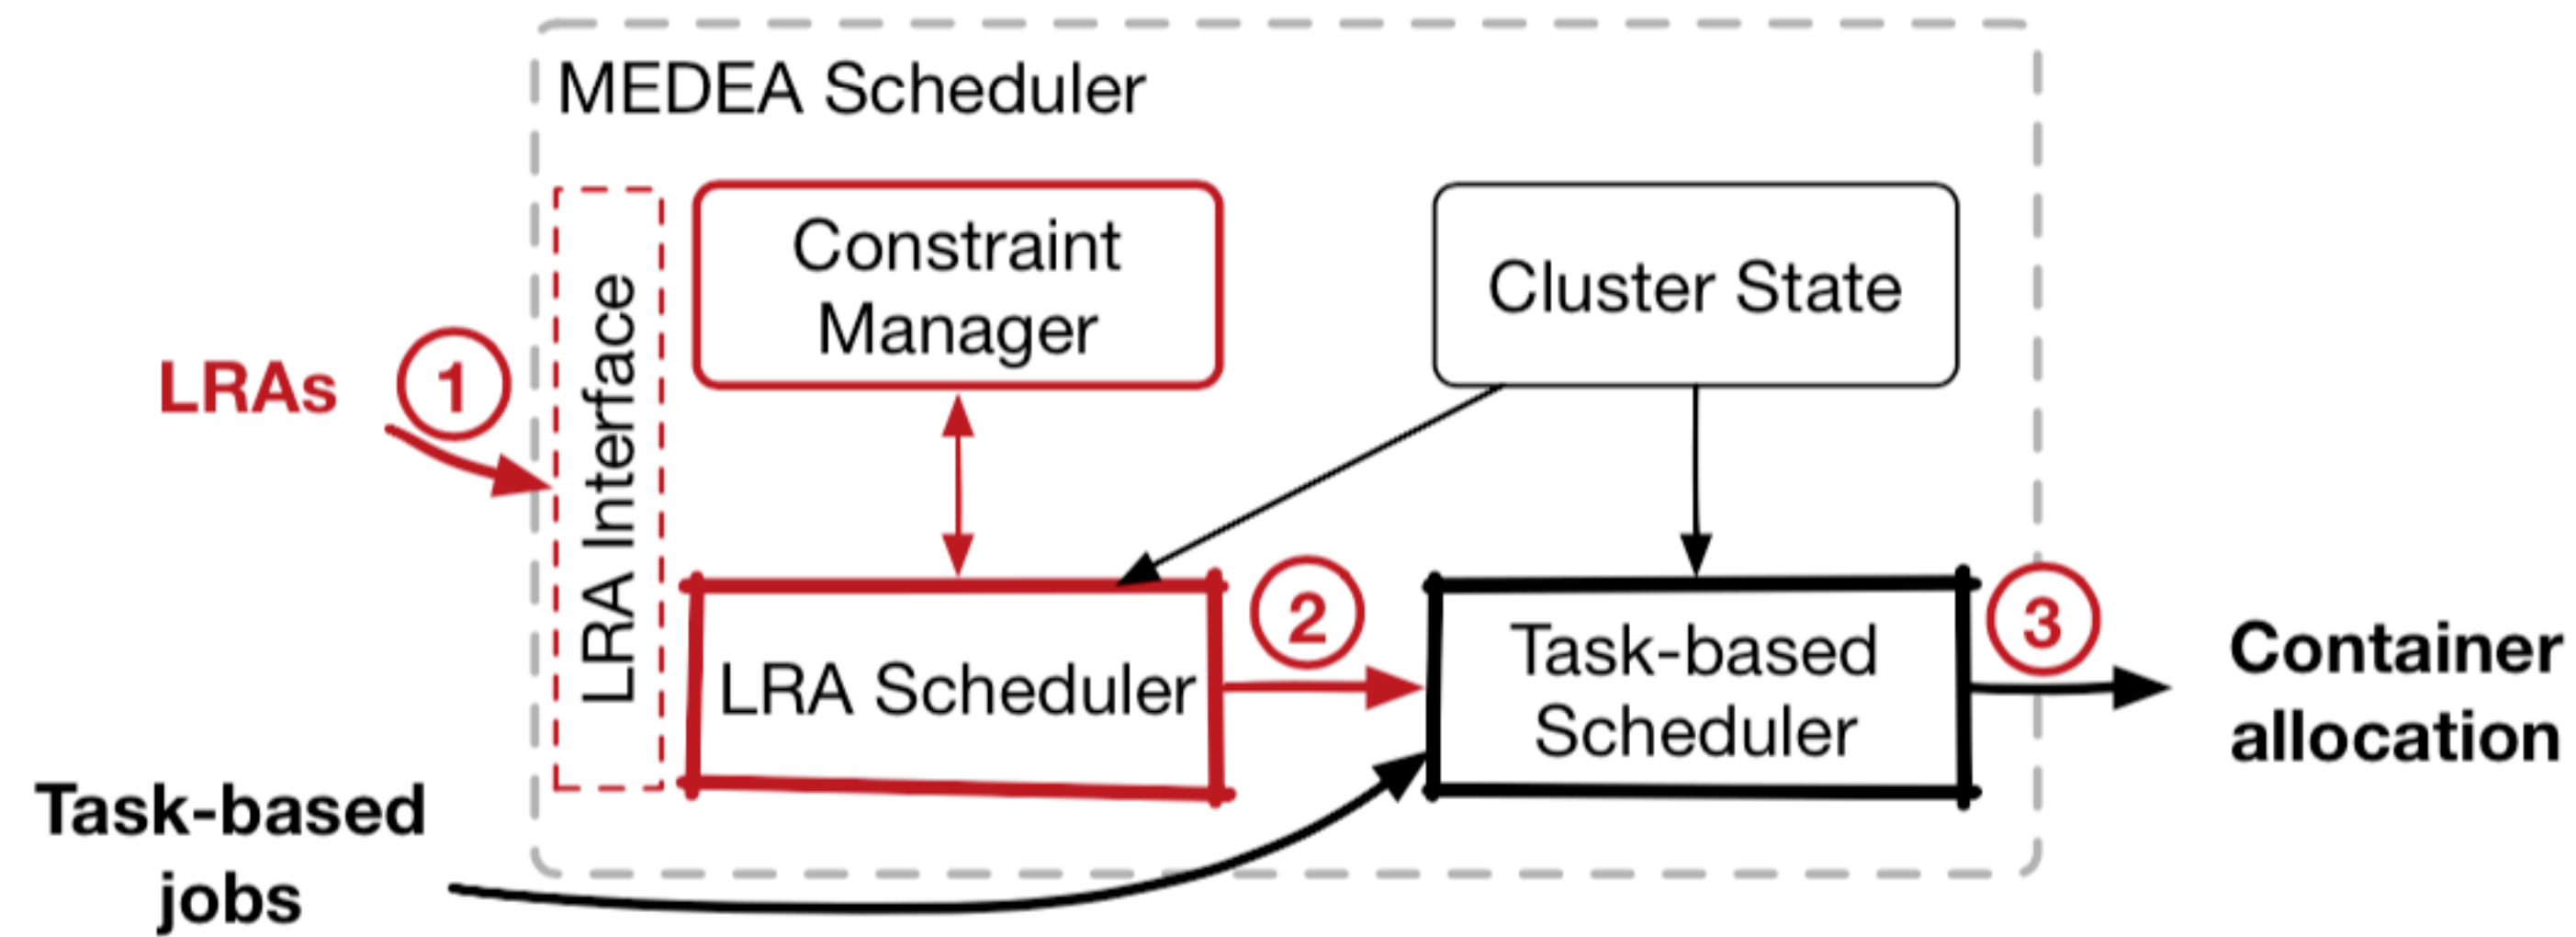 MEDEA Scheduler
Constraint
Manager
Cluster State
LRA Interface
LRAs
1
LRA Scheduler
2
Task-based
Scheduler
3
Container
allocation
Task-based
jobs